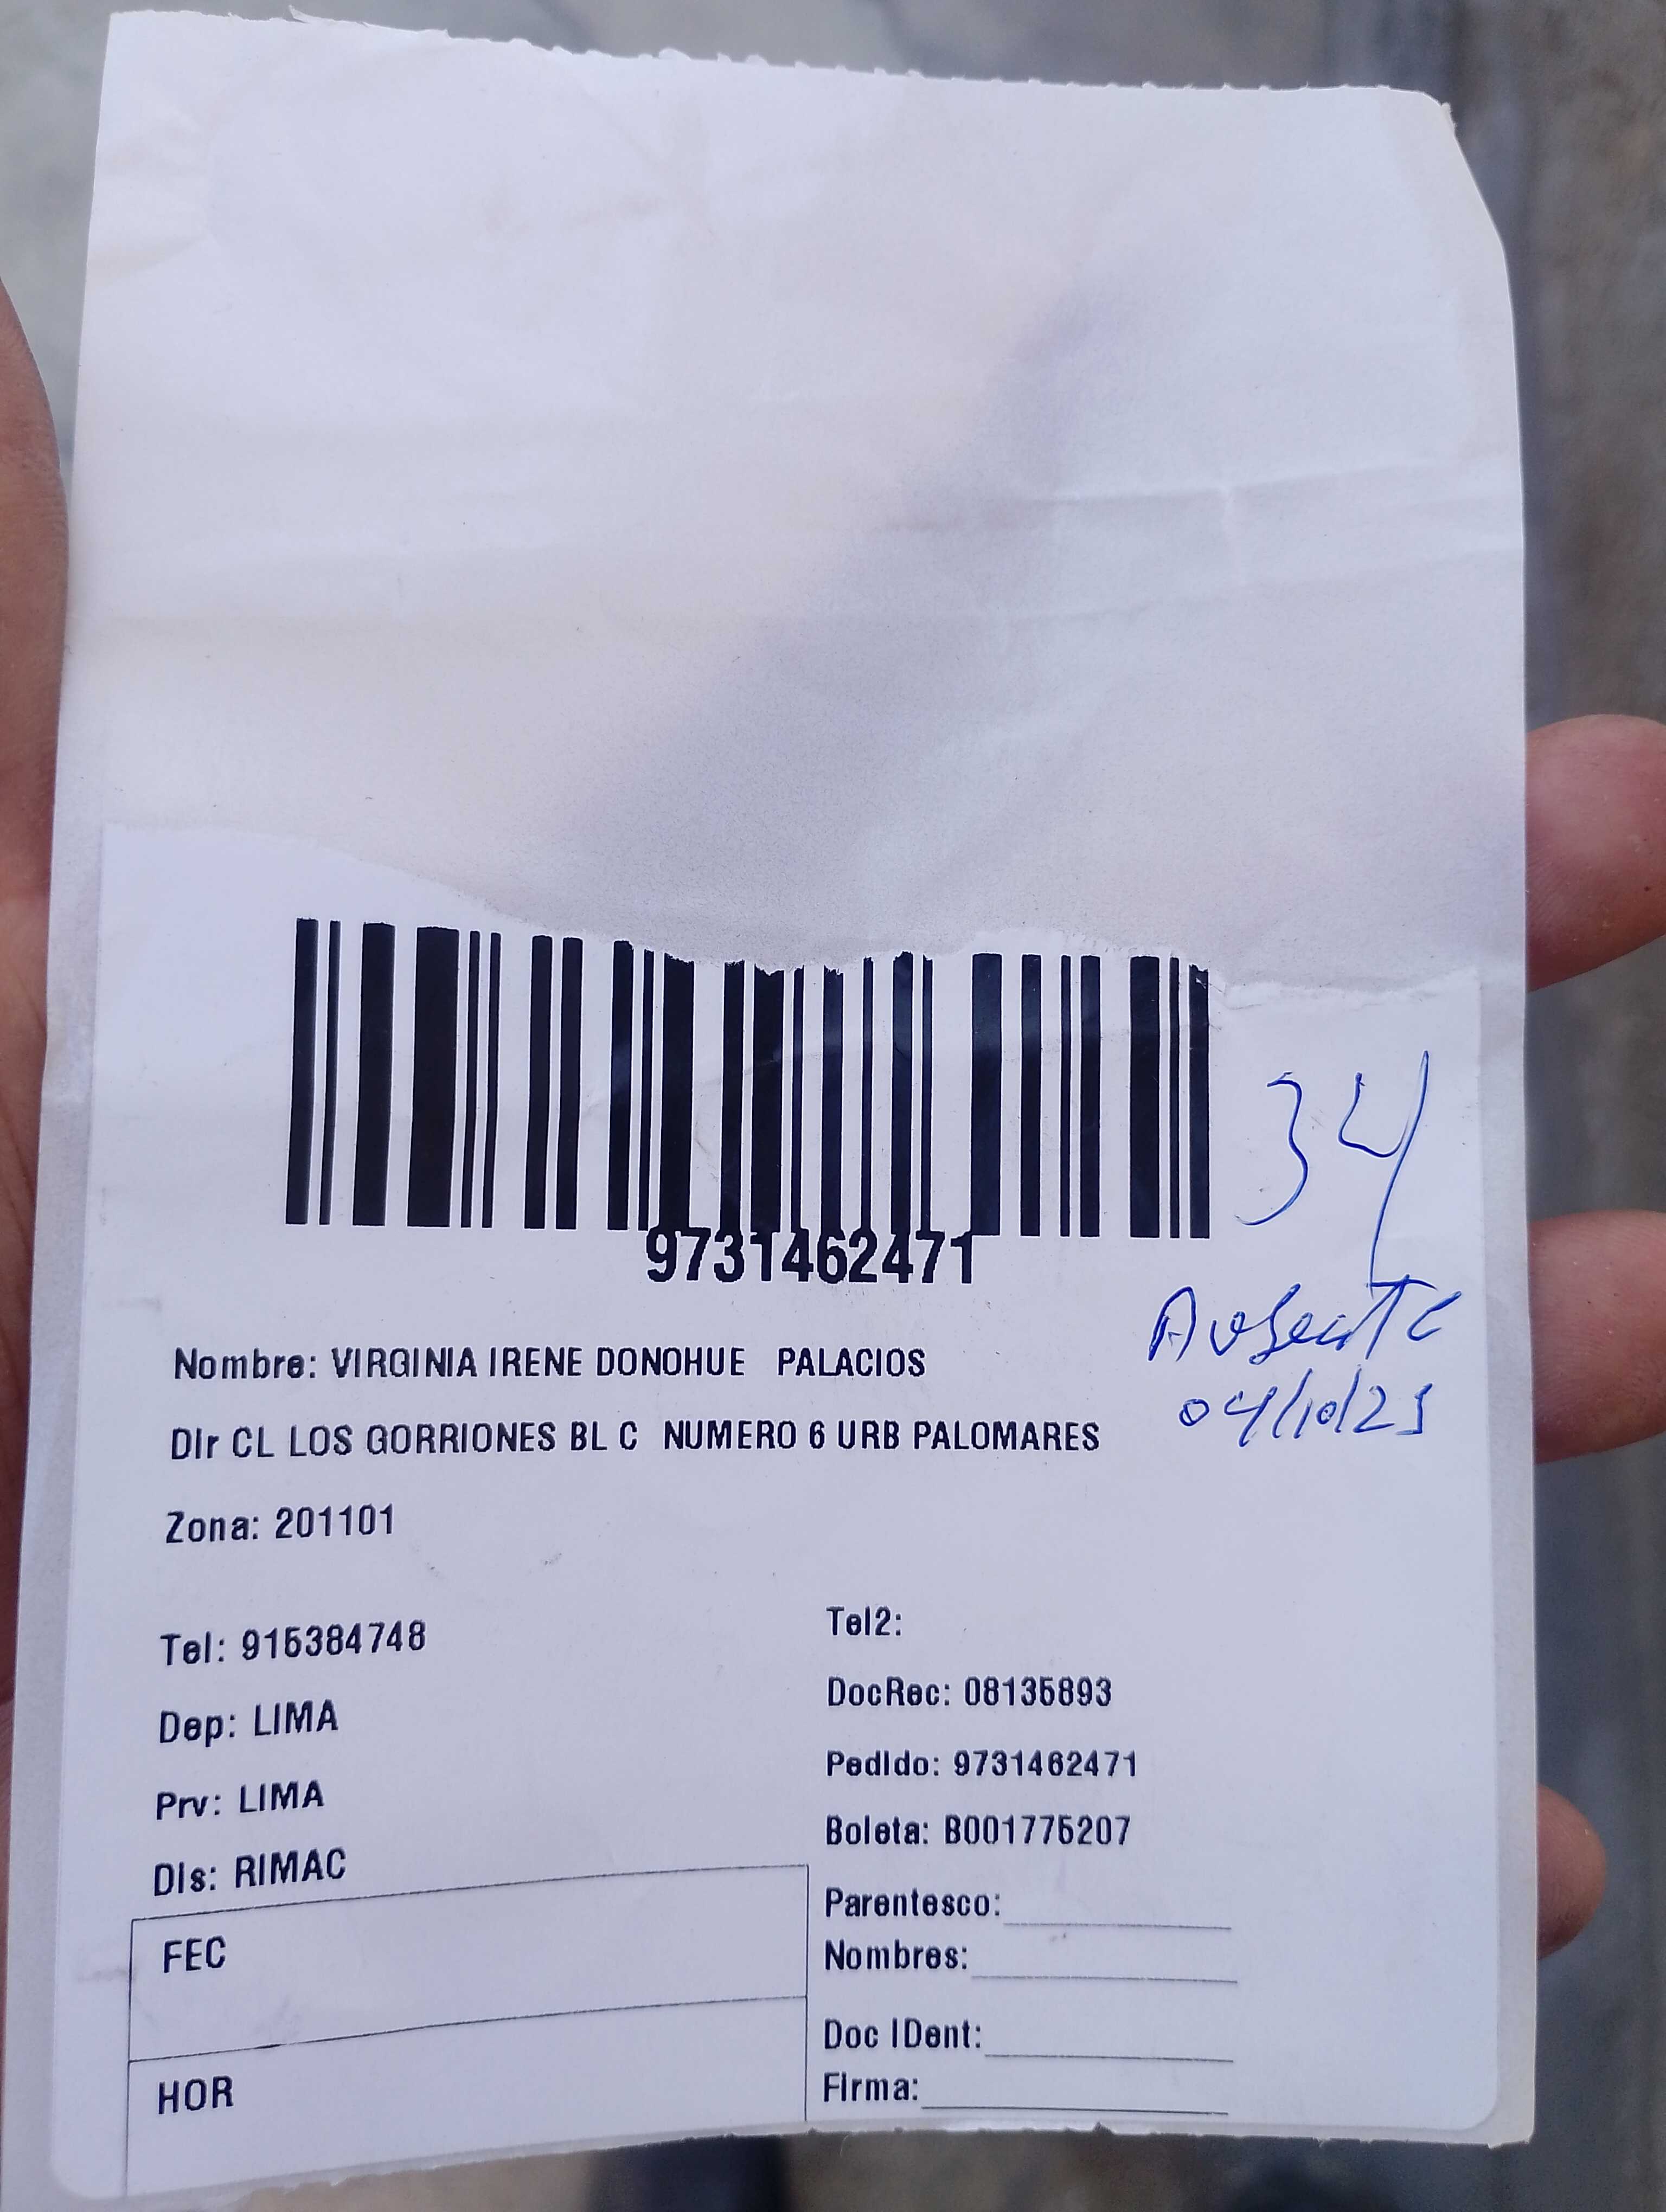 9731462471
34
Ausente
04/10/23
Nombre: VIRGINIA IRENE DONOHUE PALACIOS
Dir CL LOS GORRIONES BL C NUMERO 6 URB PALOMARES
Zona: 201101
Tel: 915384748
Dep: LIMA
Prv: LIMA
Dis: RIMAC
FEC
HOR
Tel2:
DocRec: 08135893
Pedido: 9731462471
Boleta: B001775207
Parentesco:
Nombres:
Doc IDent:
Firma: